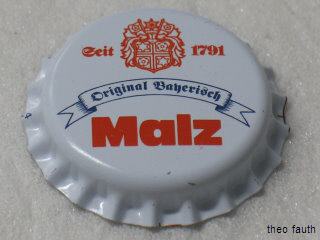 Seit 1791
Original Bayerisch
Malz
theo fauth